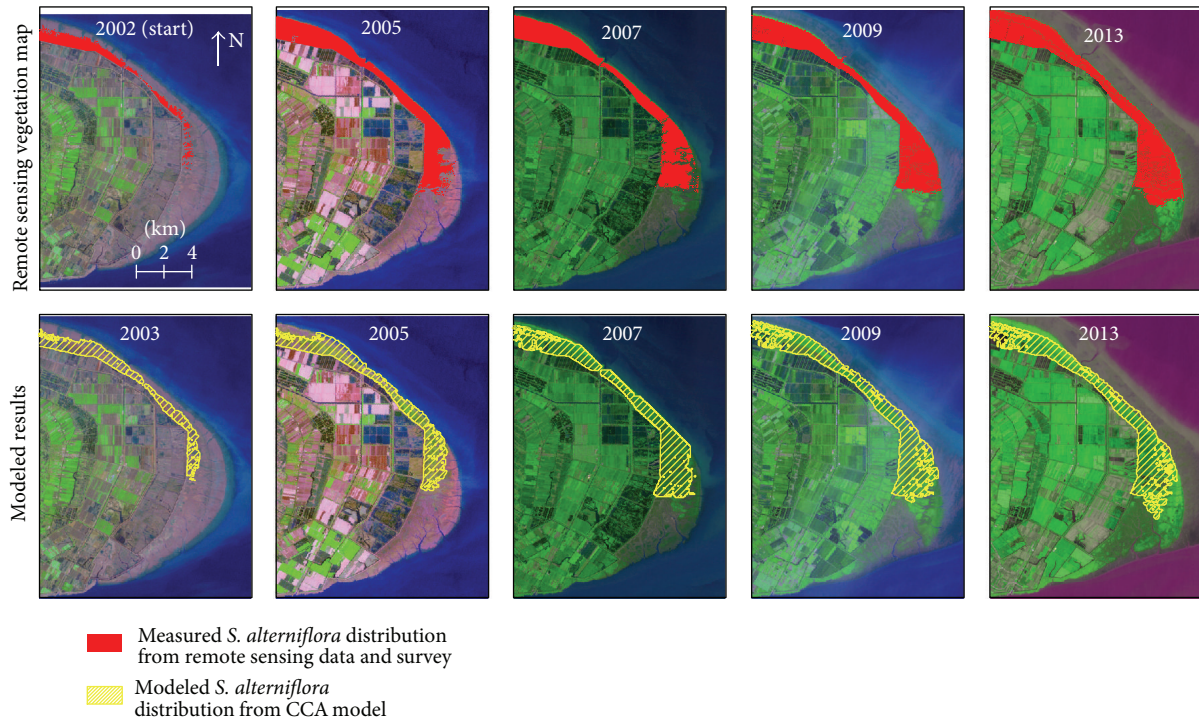 Remote sensing vegetation map
2002 (start)
N
(km)
0 2 4
2005
2007
2009
2013
Modeled results
2003
2005
2007
2009
2013
Measured S. alterniflora distribution
from remote sensing data and survey
Modeled S. alterniflora
distribution from CCA model